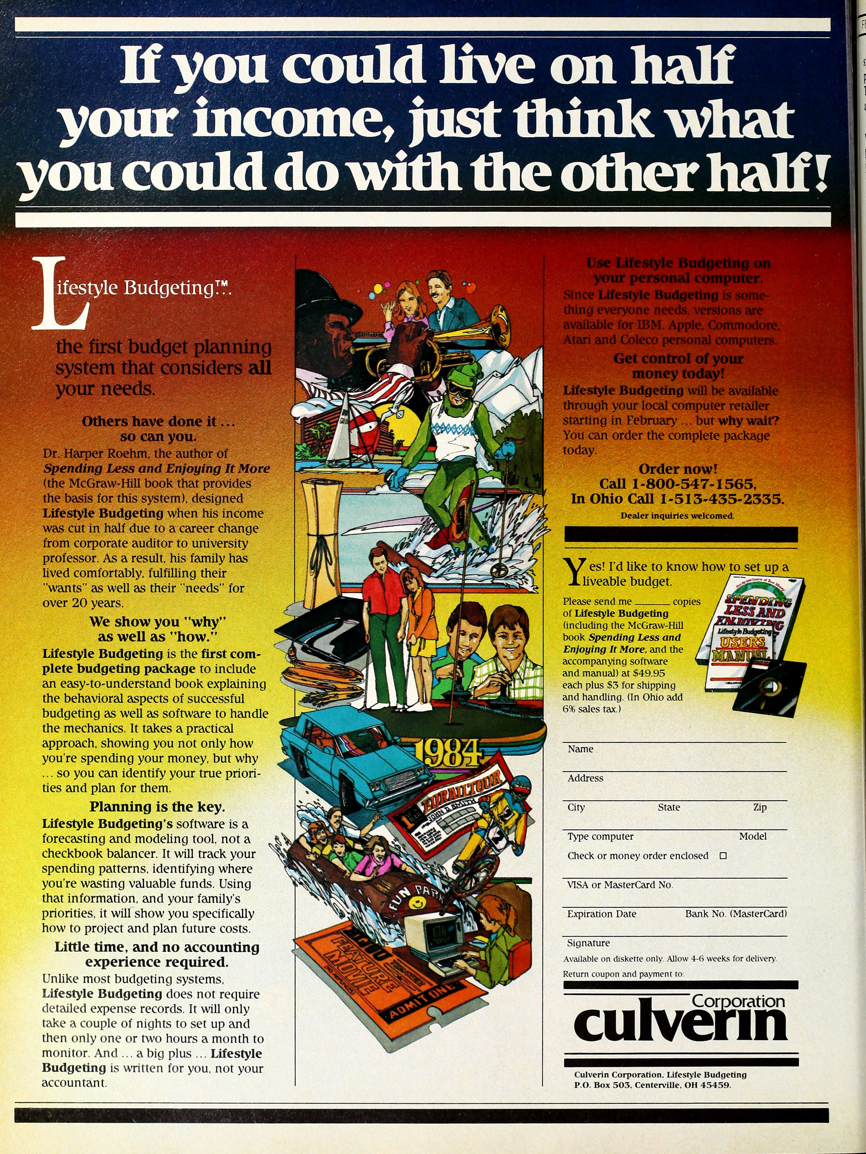 If you could live on half
your income, just think what
you could do with the other half!
Lifestyle Budgeting™...
the first budget planning
system that considers all
your needs.
Others have done it ...
so can you.
Dr. Harper Roehm, the author of
Spending Less and Enjoying It More
(the McGraw-Hill book that provides
the basis for this system), designed
Lifestyle Budgeting when his income
was cut in half due to a career change
from corporate auditor to university
professor. As a result, his family has
lived comfortably, fulfilling their
"wants" as well as their "needs" for
over 20 years.
We show you "why"
as well as "how."
Lifestyle Budgeting is the first com-
plete budgeting package to include
an easy-to-understand book explaining
the behavioral aspects of successful
budgeting as well as software to handle
the mechanics. It takes a practical
approach, showing you not only how
you're spending your money, but why
... so you can identify your true priori-
ties and plan for them.
Planning is the key.
Lifestyle Budgeting's software is a
forecasting and modeling tool, not a
checkbook balancer. It will track your
spending patterns, identifying where
you're wasting valuable funds. Using
that information, and your family's
priorities, it will show you specifically
how to project and plan future costs.
Little time, and no accounting
experience required.
Unlike most budgeting systems,
Lifestyle Budgeting does not require
detailed expense records. It will only
take a couple of nights to set up and
then only one or two hours a month to
monitor. And ... a big plus ... Lifestyle
Budgeting is written for you, not your
accountant.
1984
EURAILTOUR
JOHN Q. SMITH
FUN PARK
FEATURE
MOVIE
ADMIT ONE
Use Lifestyle Budgeting on
your personal computer.
Since Lifestyle Budgeting is some-
thing everyone needs, versions are
available for IBM, Apple, Commodore,
Atari and Coleco personal computers.
Get control of your
money today!
Lifestyle Budgeting will be available
through your local computer retailer
starting in February ... but why wait?
You can order the complete package
today.
Order now!
Call 1-800-547-1565,
In Ohio Call 1-513-435-2335.
Dealer inquiries welcomed.
Yes! I'd like to know how to set up a
liveable budget.
Please send me ______ copies
of Lifestyle Budgeting
(including the McGraw-Hill
book Spending Less and
Enjoying It More, and the
accompanying software
and manual) at $49.95
each plus $5 for shipping
and handling. (In Ohio add
6% sales tax.)
SPENDING
LESS AND
ENJOYING
Lifestyle Budgeting
USERS
MANUAL
Name
Address
City State Zip
Type computer Model
Check or money order enclosed □
VISA or MasterCard No.
Expiration Date Bank No. (MasterCard)
Signature
Available on diskette only. Allow 4-6 weeks for delivery.
Return coupon and payment to:
Corporation
culverin
Culverin Corporation, Lifestyle Budgeting
P.O. Box 503, Centerville, OH 45459.